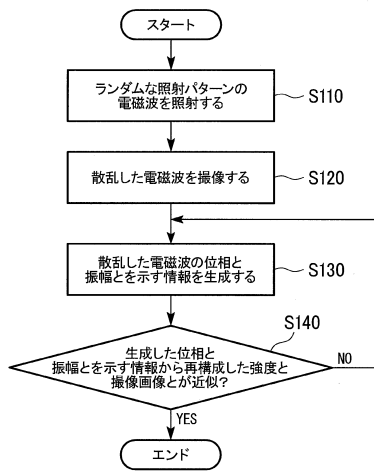 スタート
ランダムな照射パターンの
電磁波を照射する
S110
散乱した電磁波を撮像する
S120
散乱した電磁波の位相と
振幅とを示す情報を生成する
S130
S140
生成した位相と
振幅とを示す情報から再構成した強度と
撮像画像とが近似?
NO
YES
エンド